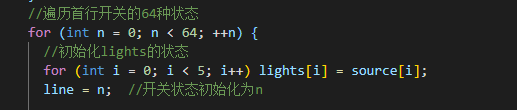 //遍历首行开关的64种状态
for (int n = 0; n < 64; ++n) {
//初始化lights的状态
for (int i = 0; i < 5; i++) lights[i] = source[i];
line = n;  //开关状态初始化为n